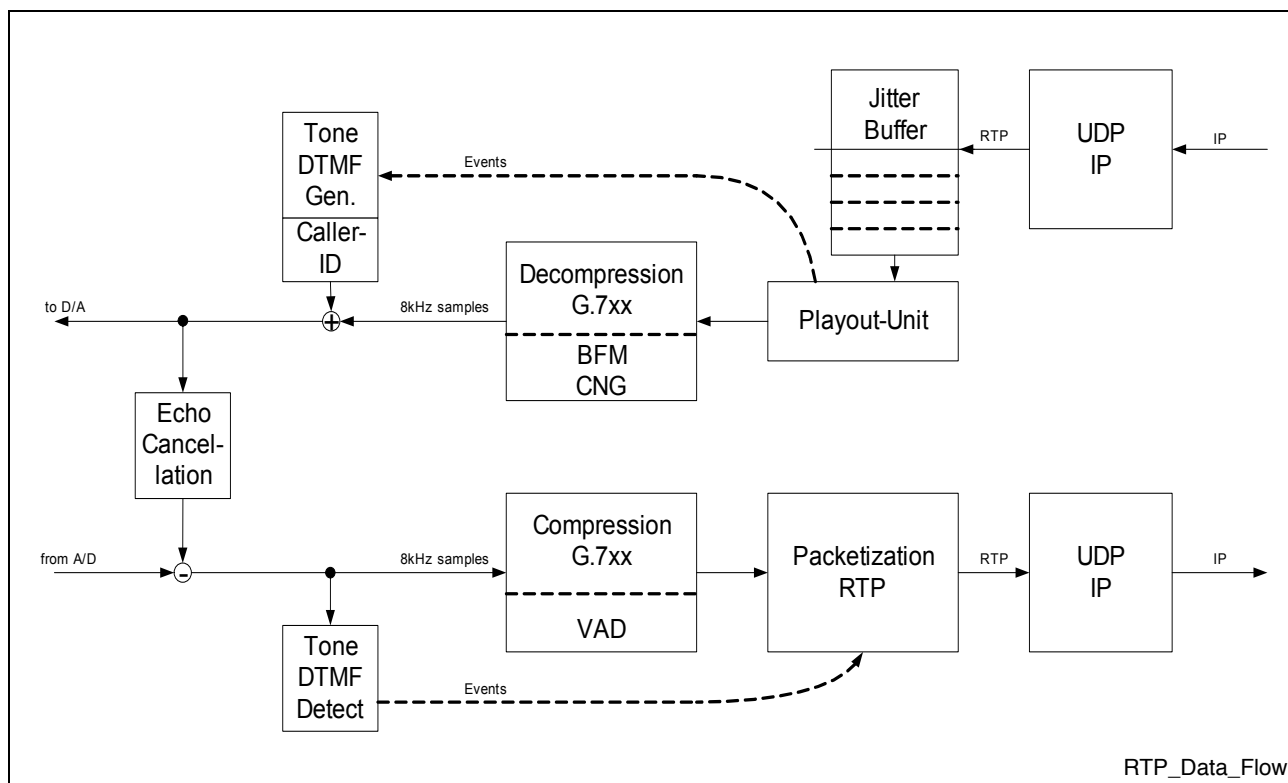 Jitter
Buffer
RTP
UDP
IP
IP
Tone
DTMF
Gen.
Caller-
ID
Events
to D/A
8kHz samples
+
Decompression
G.7xx
BFM
CNG
Playout-Unit
Echo
Cancel-
lation
from A/D
-
8kHz samples
Compression
G.7xx
VAD
Packetization
RTP
RTP
UDP
IP
IP
Tone
DTMF
Detect
Events
RTP_Data_Flow